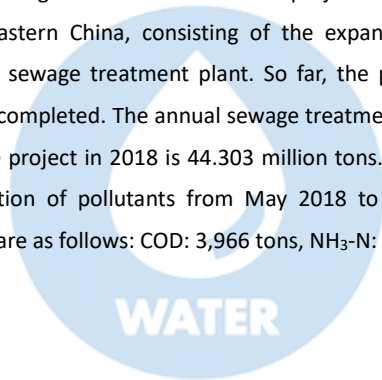 astern China, consisting of the expan
sewage treatment plant. So far, the p
completed. The annual sewage treatme
project in 2018 is 44.303 million tons.
tion of pollutants from May 2018 to
are as follows: COD: 3,966 tons, NH₃-N:
WATER